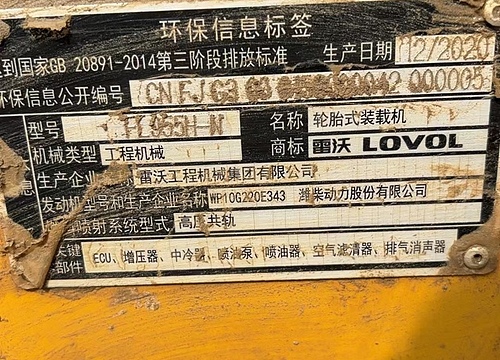 环保信息标签
到国家GB 20891-2014第三阶段排放标准 生产日期 12/2020
环保信息公开编号 CN FJ G3 000005
型号 FL955H-N 名称 轮胎式装载机
机械类型 工程机械 商标 雷沃 LOVOL
生产企业 雷沃工程机械集团有限公司
发动机型号和生产企业名称 WP10G220E343 潍柴动力股份有限公司
喷射系统型式 高压共轨
关键部件 ECU、增压器、中冷器、喷油泵、喷油器、空气滤清器、排气消声器